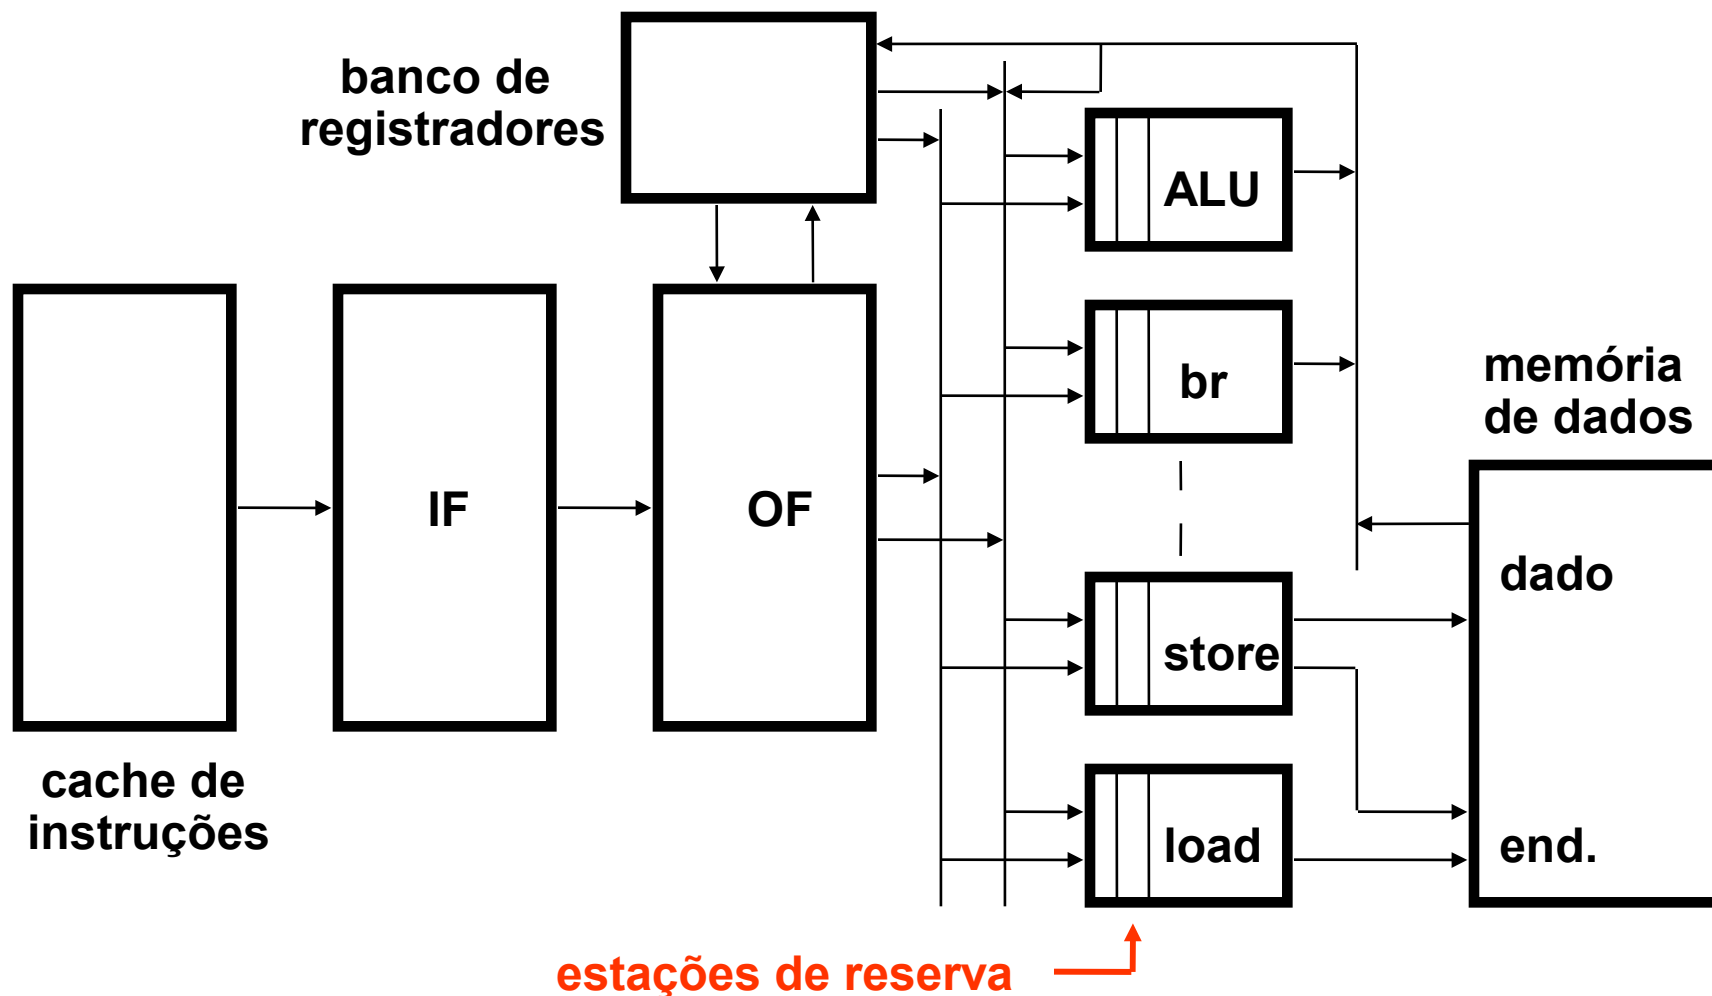 banco de
registradores
ALU
br
memória
de dados
IF
OF
dado
store
cache de
instruções
load
end.
estações de reserva